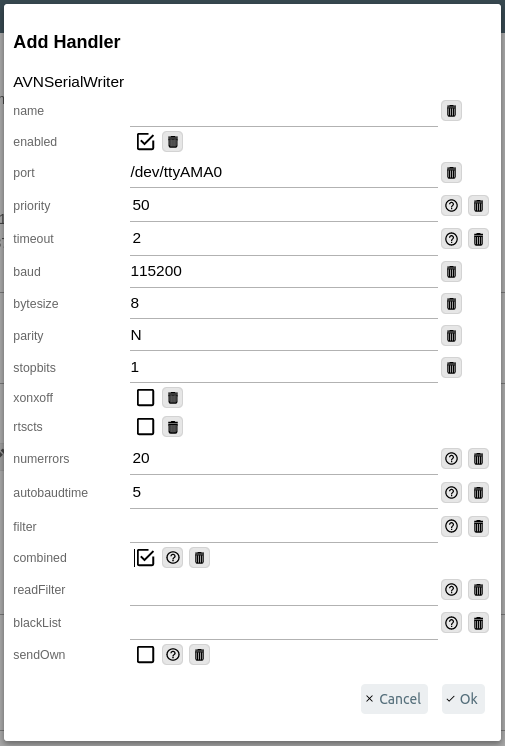 Add Handler
AVNSerialWriter
name
enabled
port /dev/ttyAMA0
priority 50
timeout 2
baud 115200
bytesize 8
parity N
stopbits 1
xonxoff
rtscts
numerrors 20
autobaudtime 5
filter
combined
readFilter
blackList
sendOwn
Cancel Ok